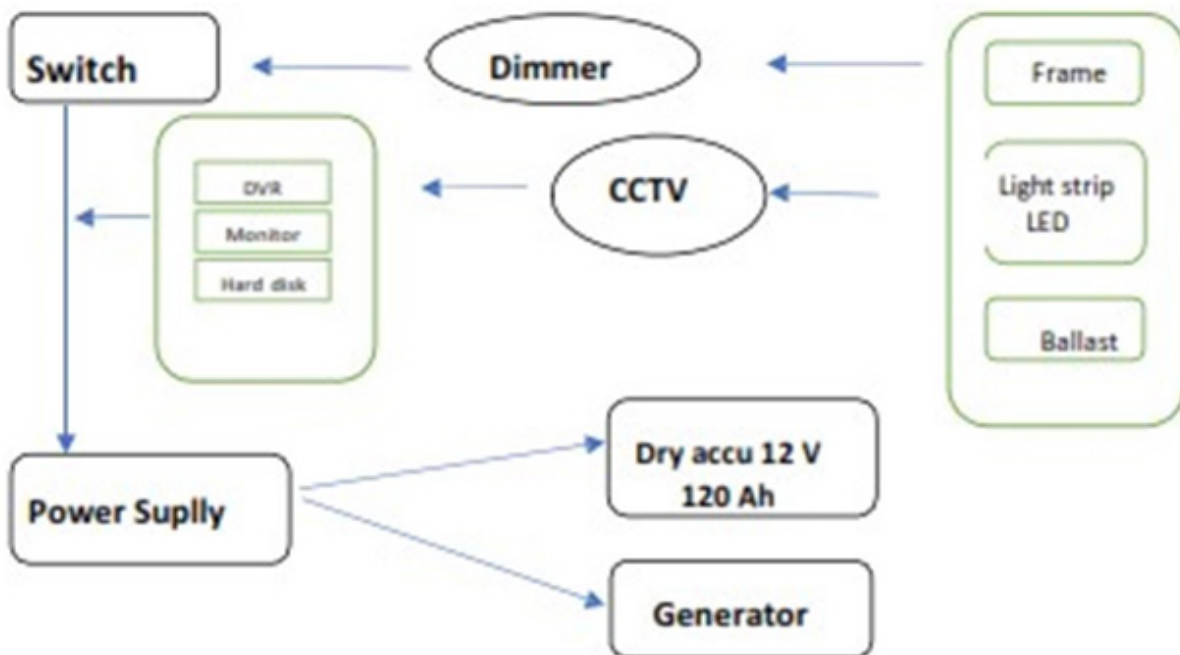 Switch
Dimmer
Frame
DVR
Monitor
Hard disk
CCTV
Light strip
LED
Ballast
Power Suplly
Dry accu 12 V
120 Ah
Generator